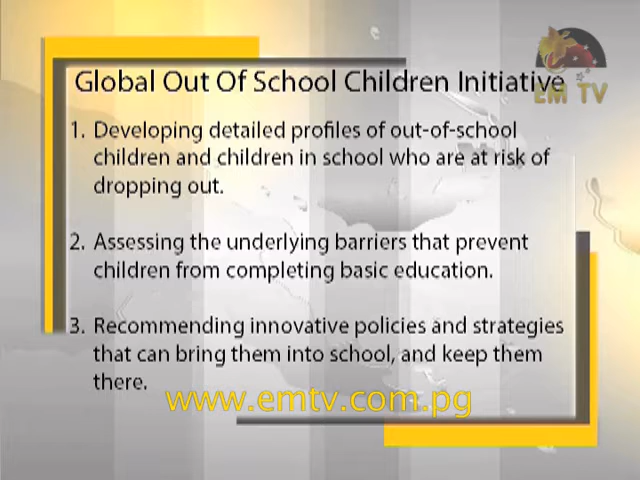 Global Out Of School Children Initiative
EM TV
1. Developing detailed profiles of out-of-school
children and children in school who are at risk of
dropping out.
2. Assessing the underlying barriers that prevent
children from completing basic education.
3. Recommending innovative policies and strategies
that can bring them into school, and keep them
there.
www.emtv.com.pg